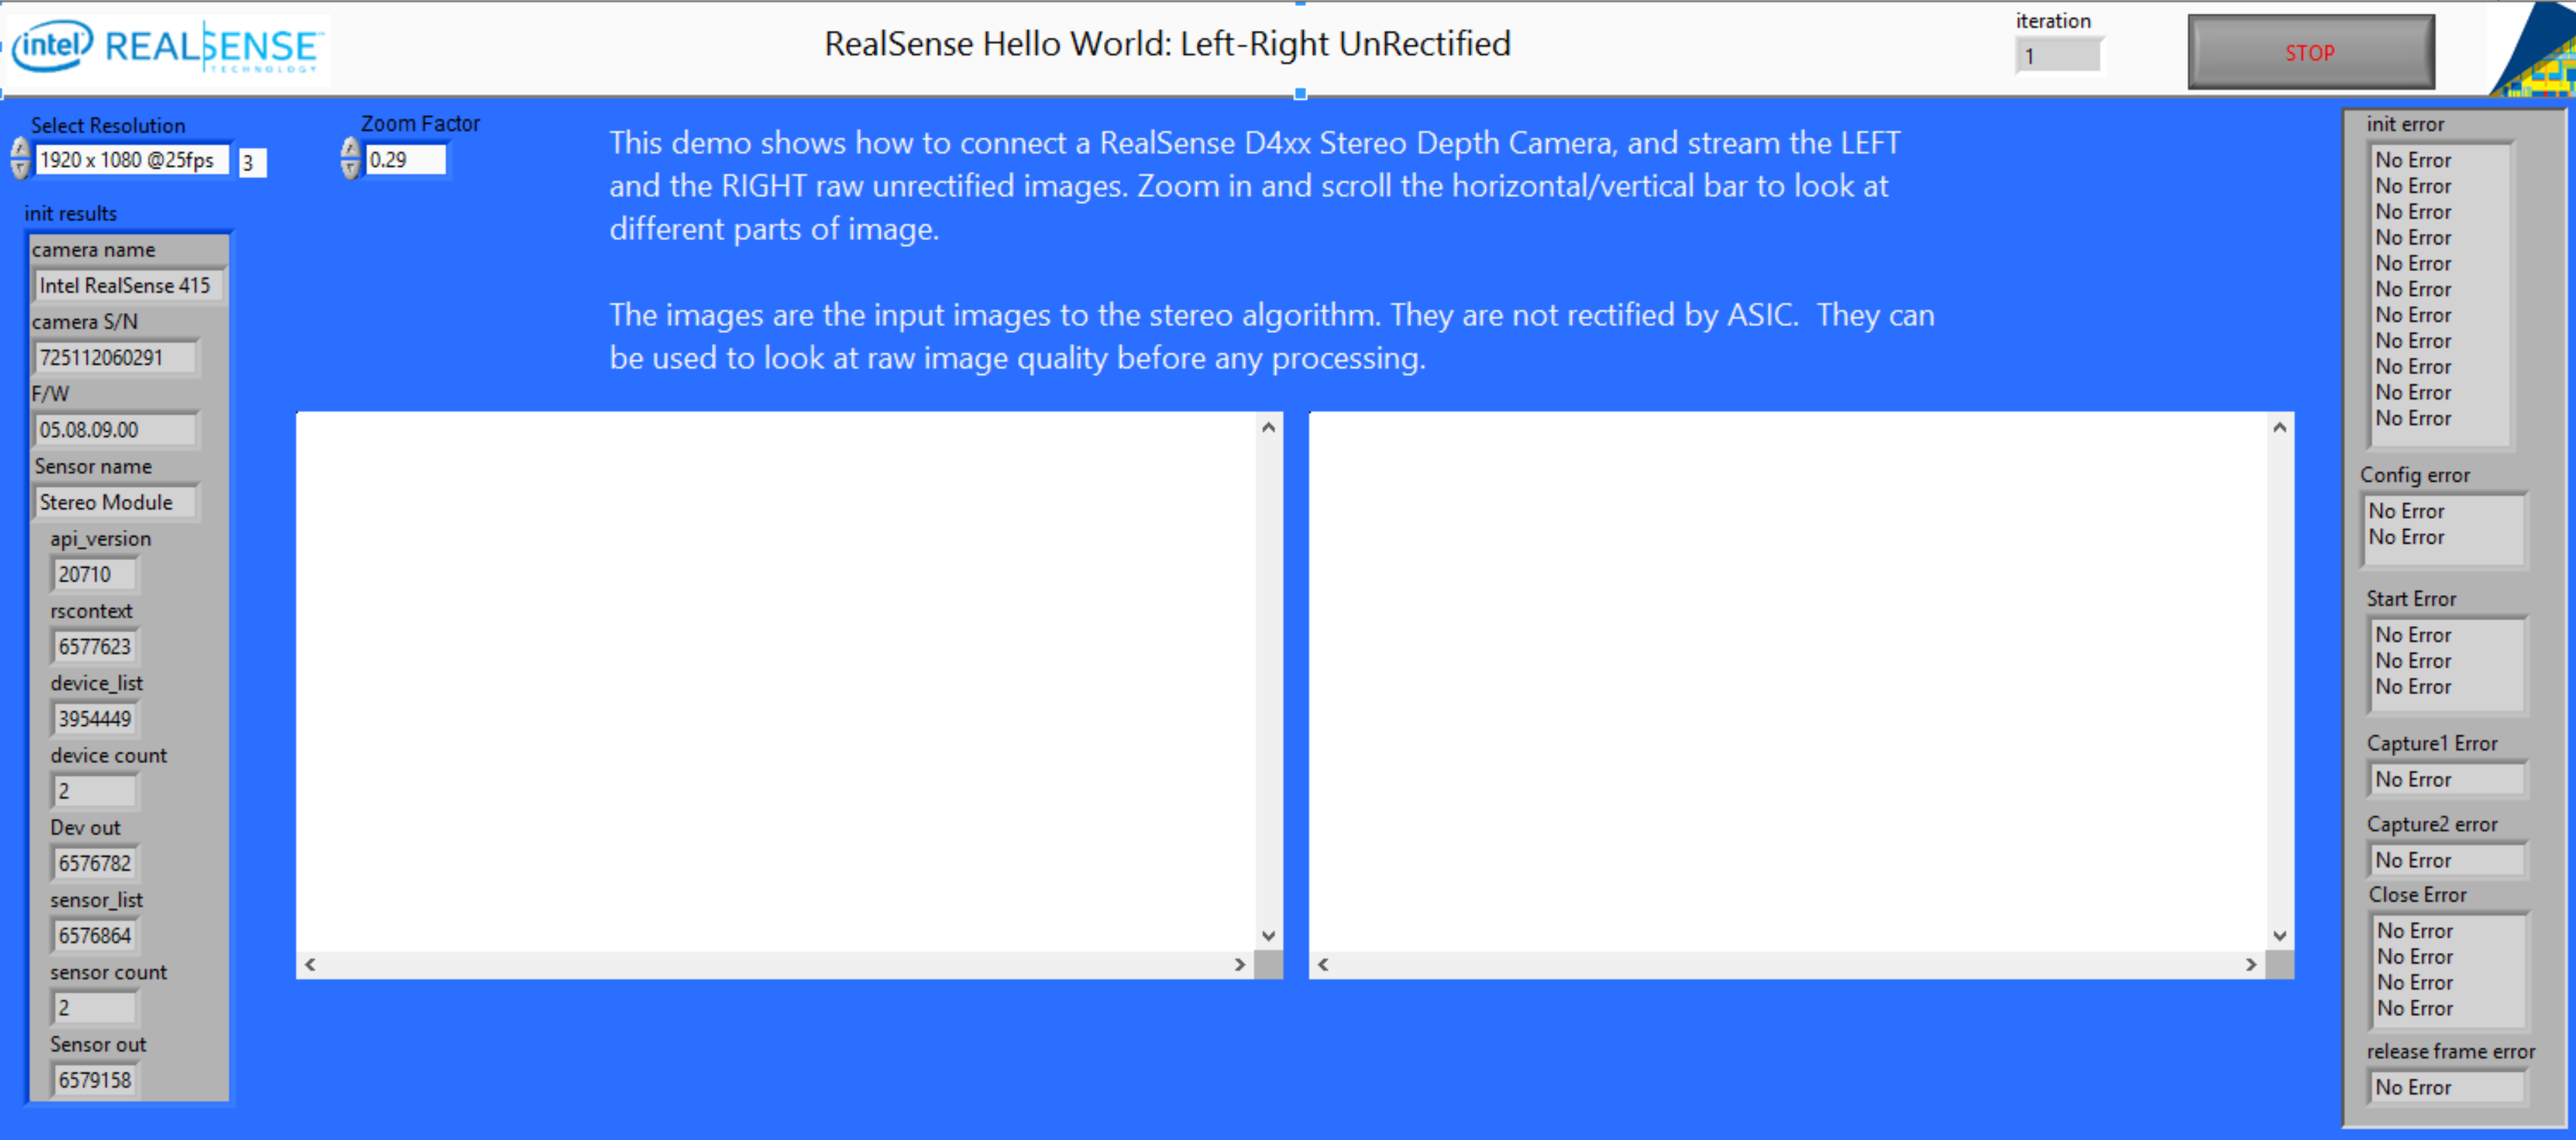 intel REALSENSE
TECHNOLOGY
RealSense Hello World: Left-Right UnRectified
iteration
1
STOP
Select Resolution
1920 x 1080 @25fps
3
Zoom Factor
0.29
This demo shows how to connect a RealSense D4xx Stereo Depth Camera, and stream the LEFT
and the RIGHT raw unrectified images. Zoom in and scroll the horizontal/vertical bar to look at
different parts of image.
The images are the input images to the stereo algorithm. They are not rectified by ASIC.  They can
be used to look at raw image quality before any processing.
init results
camera name
Intel RealSense 415
camera S/N
725112060291
F/W
05.08.09.00
Sensor name
Stereo Module
api_version
20710
rscontext
6577623
device_list
3954449
device count
2
Dev out
6576782
sensor_list
6576864
sensor count
2
Sensor out
6579158
init error
No Error
No Error
No Error
No Error
No Error
No Error
No Error
No Error
No Error
No Error
No Error
Config error
No Error
No Error
Start Error
No Error
No Error
No Error
Capture1 Error
No Error
Capture2 error
No Error
Close Error
No Error
No Error
No Error
No Error
release frame error
No Error